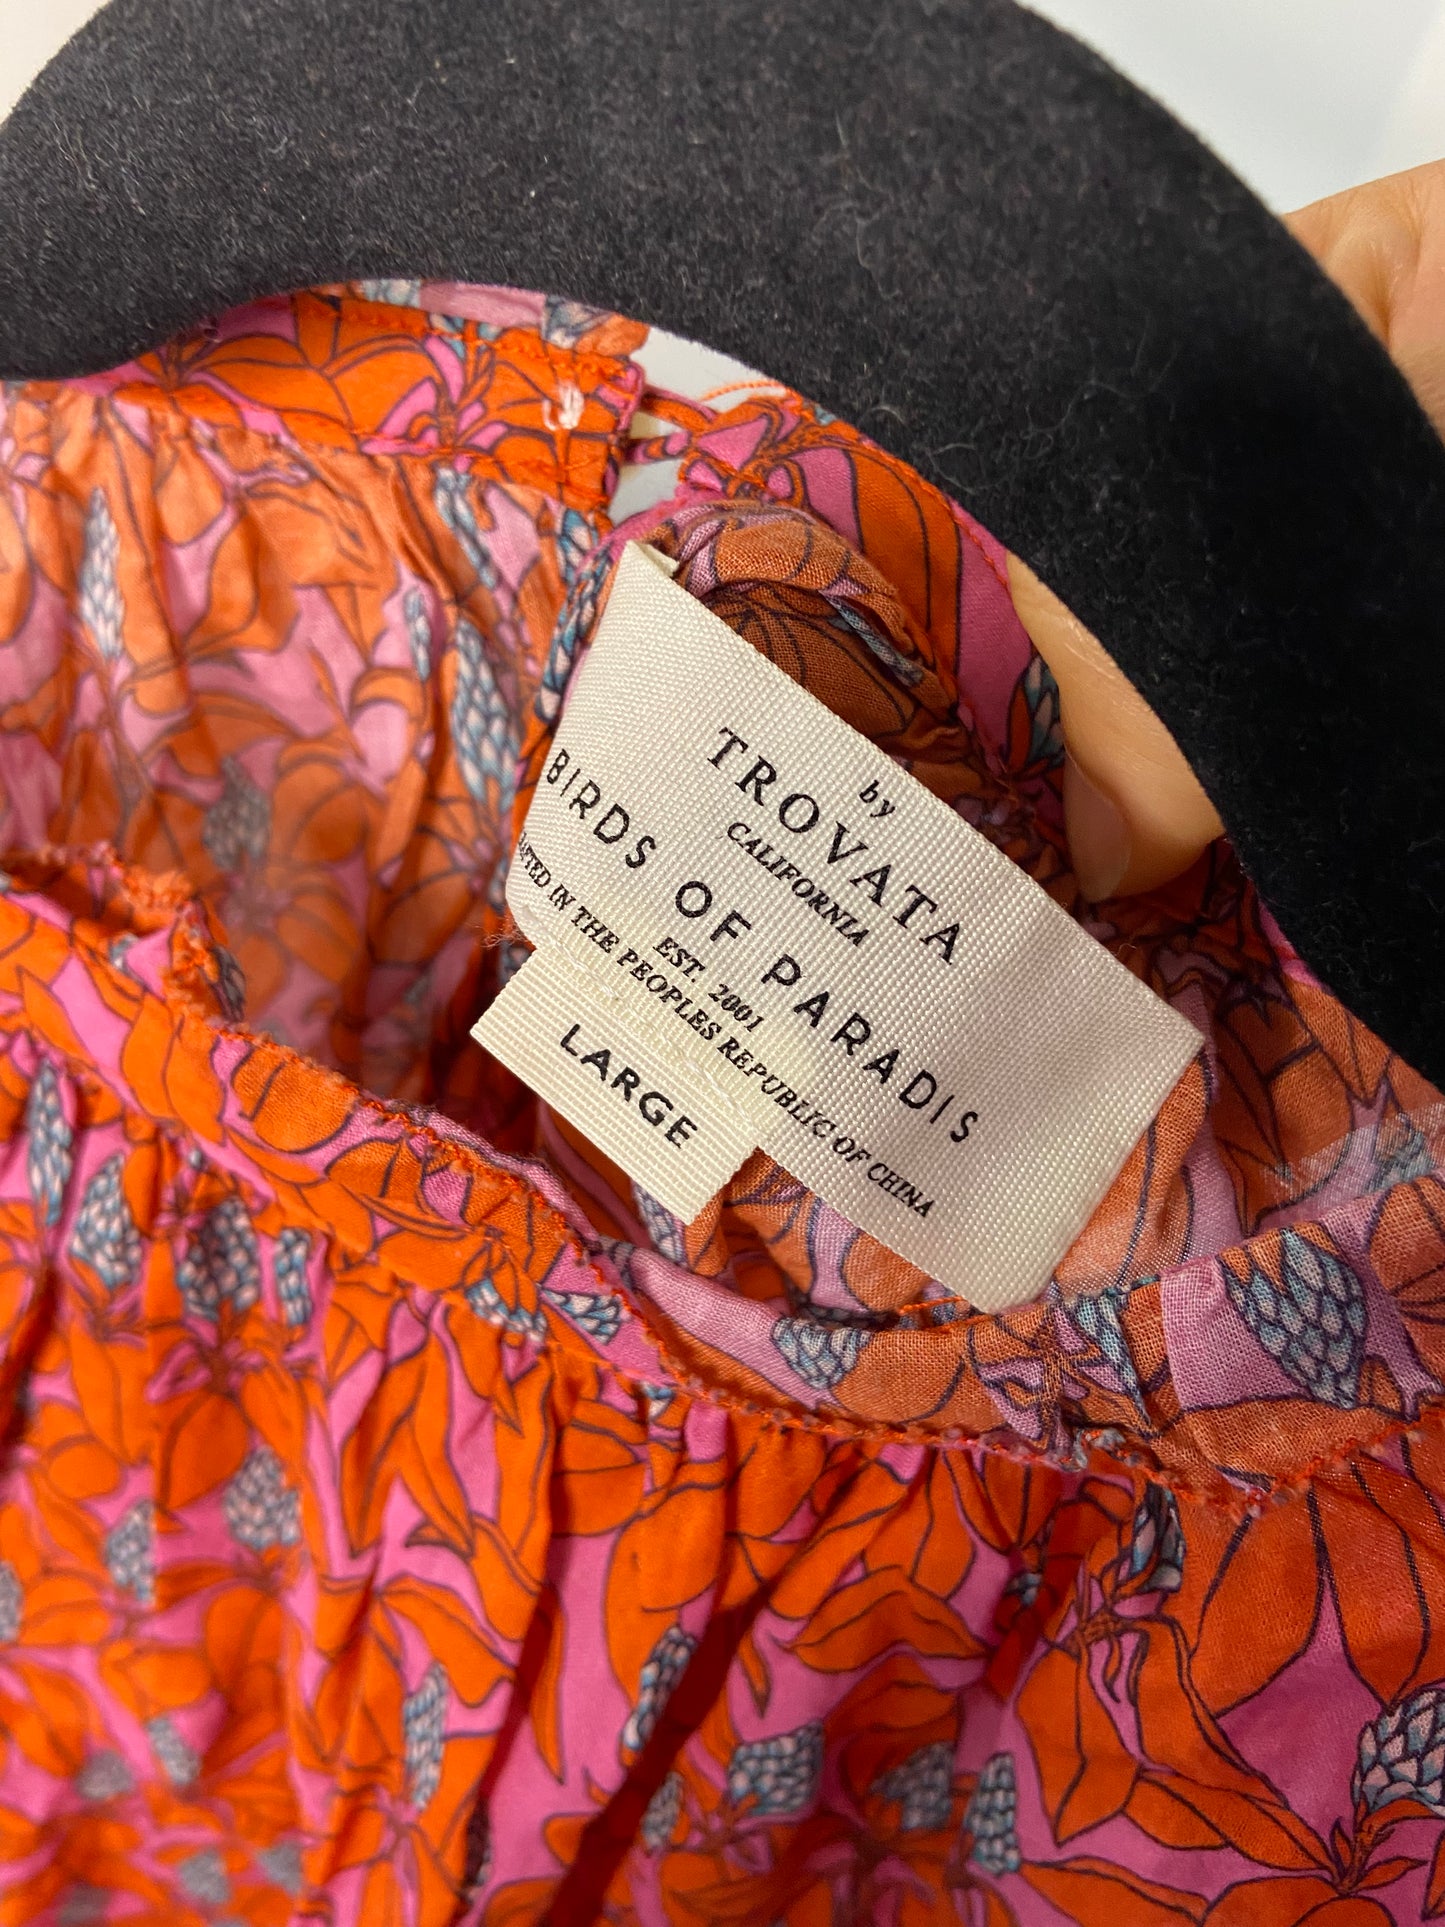 by
TROVATA
CALIFORNIA
BIRDS OF PARADIS
EST. 2001
IN THE PEOPLES REPUBLIC OF CHINA
LARGE